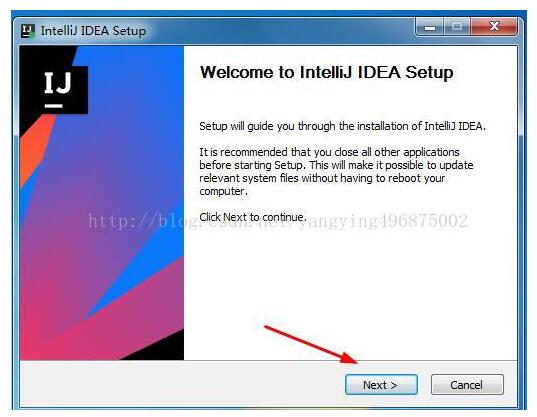 IntelliJ IDEA Setup
IJ
Welcome to IntelliJ IDEA Setup
Setup will guide you through the installation of IntelliJ IDEA.
It is recommended that you close all other applications
before starting Setup. This will make it possible to update
relevant system files without having to reboot your
computer.
Click Next to continue.
http://blog.csdn.net/yangying496875002
Next >
Cancel